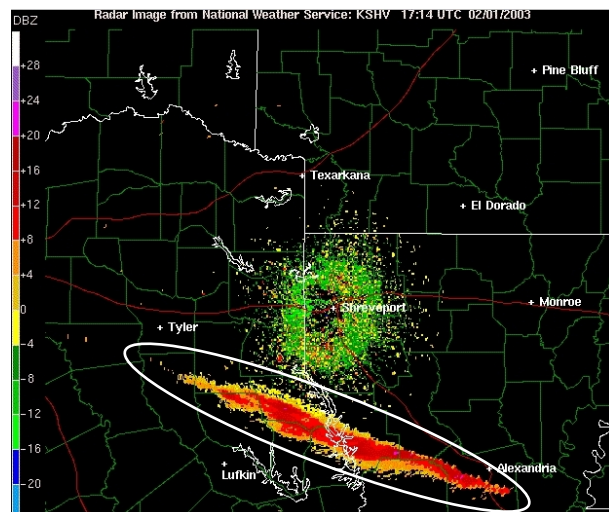 Radar Image from National Weather Service: KSHV 17:14 UTC 02/01/2003
DBZ
+28
+24
+20
+16
+12
+8
+4
0
-4
-8
-12
-16
-20
Pine Bluff
Texarkana
El Dorado
Monroe
Shreveport
Tyler
Alexandria
Lufkin